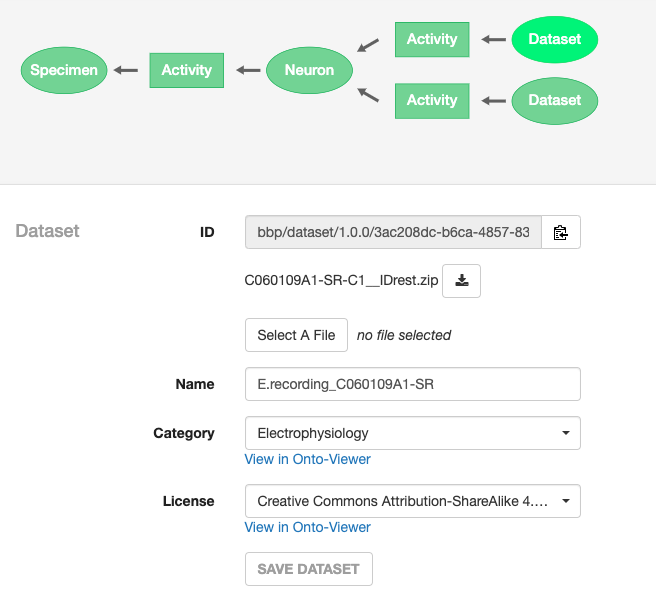 Activity Dataset
Specimen Activity Neuron
Activity Dataset
Dataset ID bbp/dataset/1.0.0/3ac208dc-b6ca-4857-83
C060109A1-SR-C1__IDrest.zip
Select A File no file selected
Name E.recording_C060109A1-SR
Category Electrophysiology
View in Onto-Viewer
License Creative Commons Attribution-ShareAlike 4....
View in Onto-Viewer
SAVE DATASET